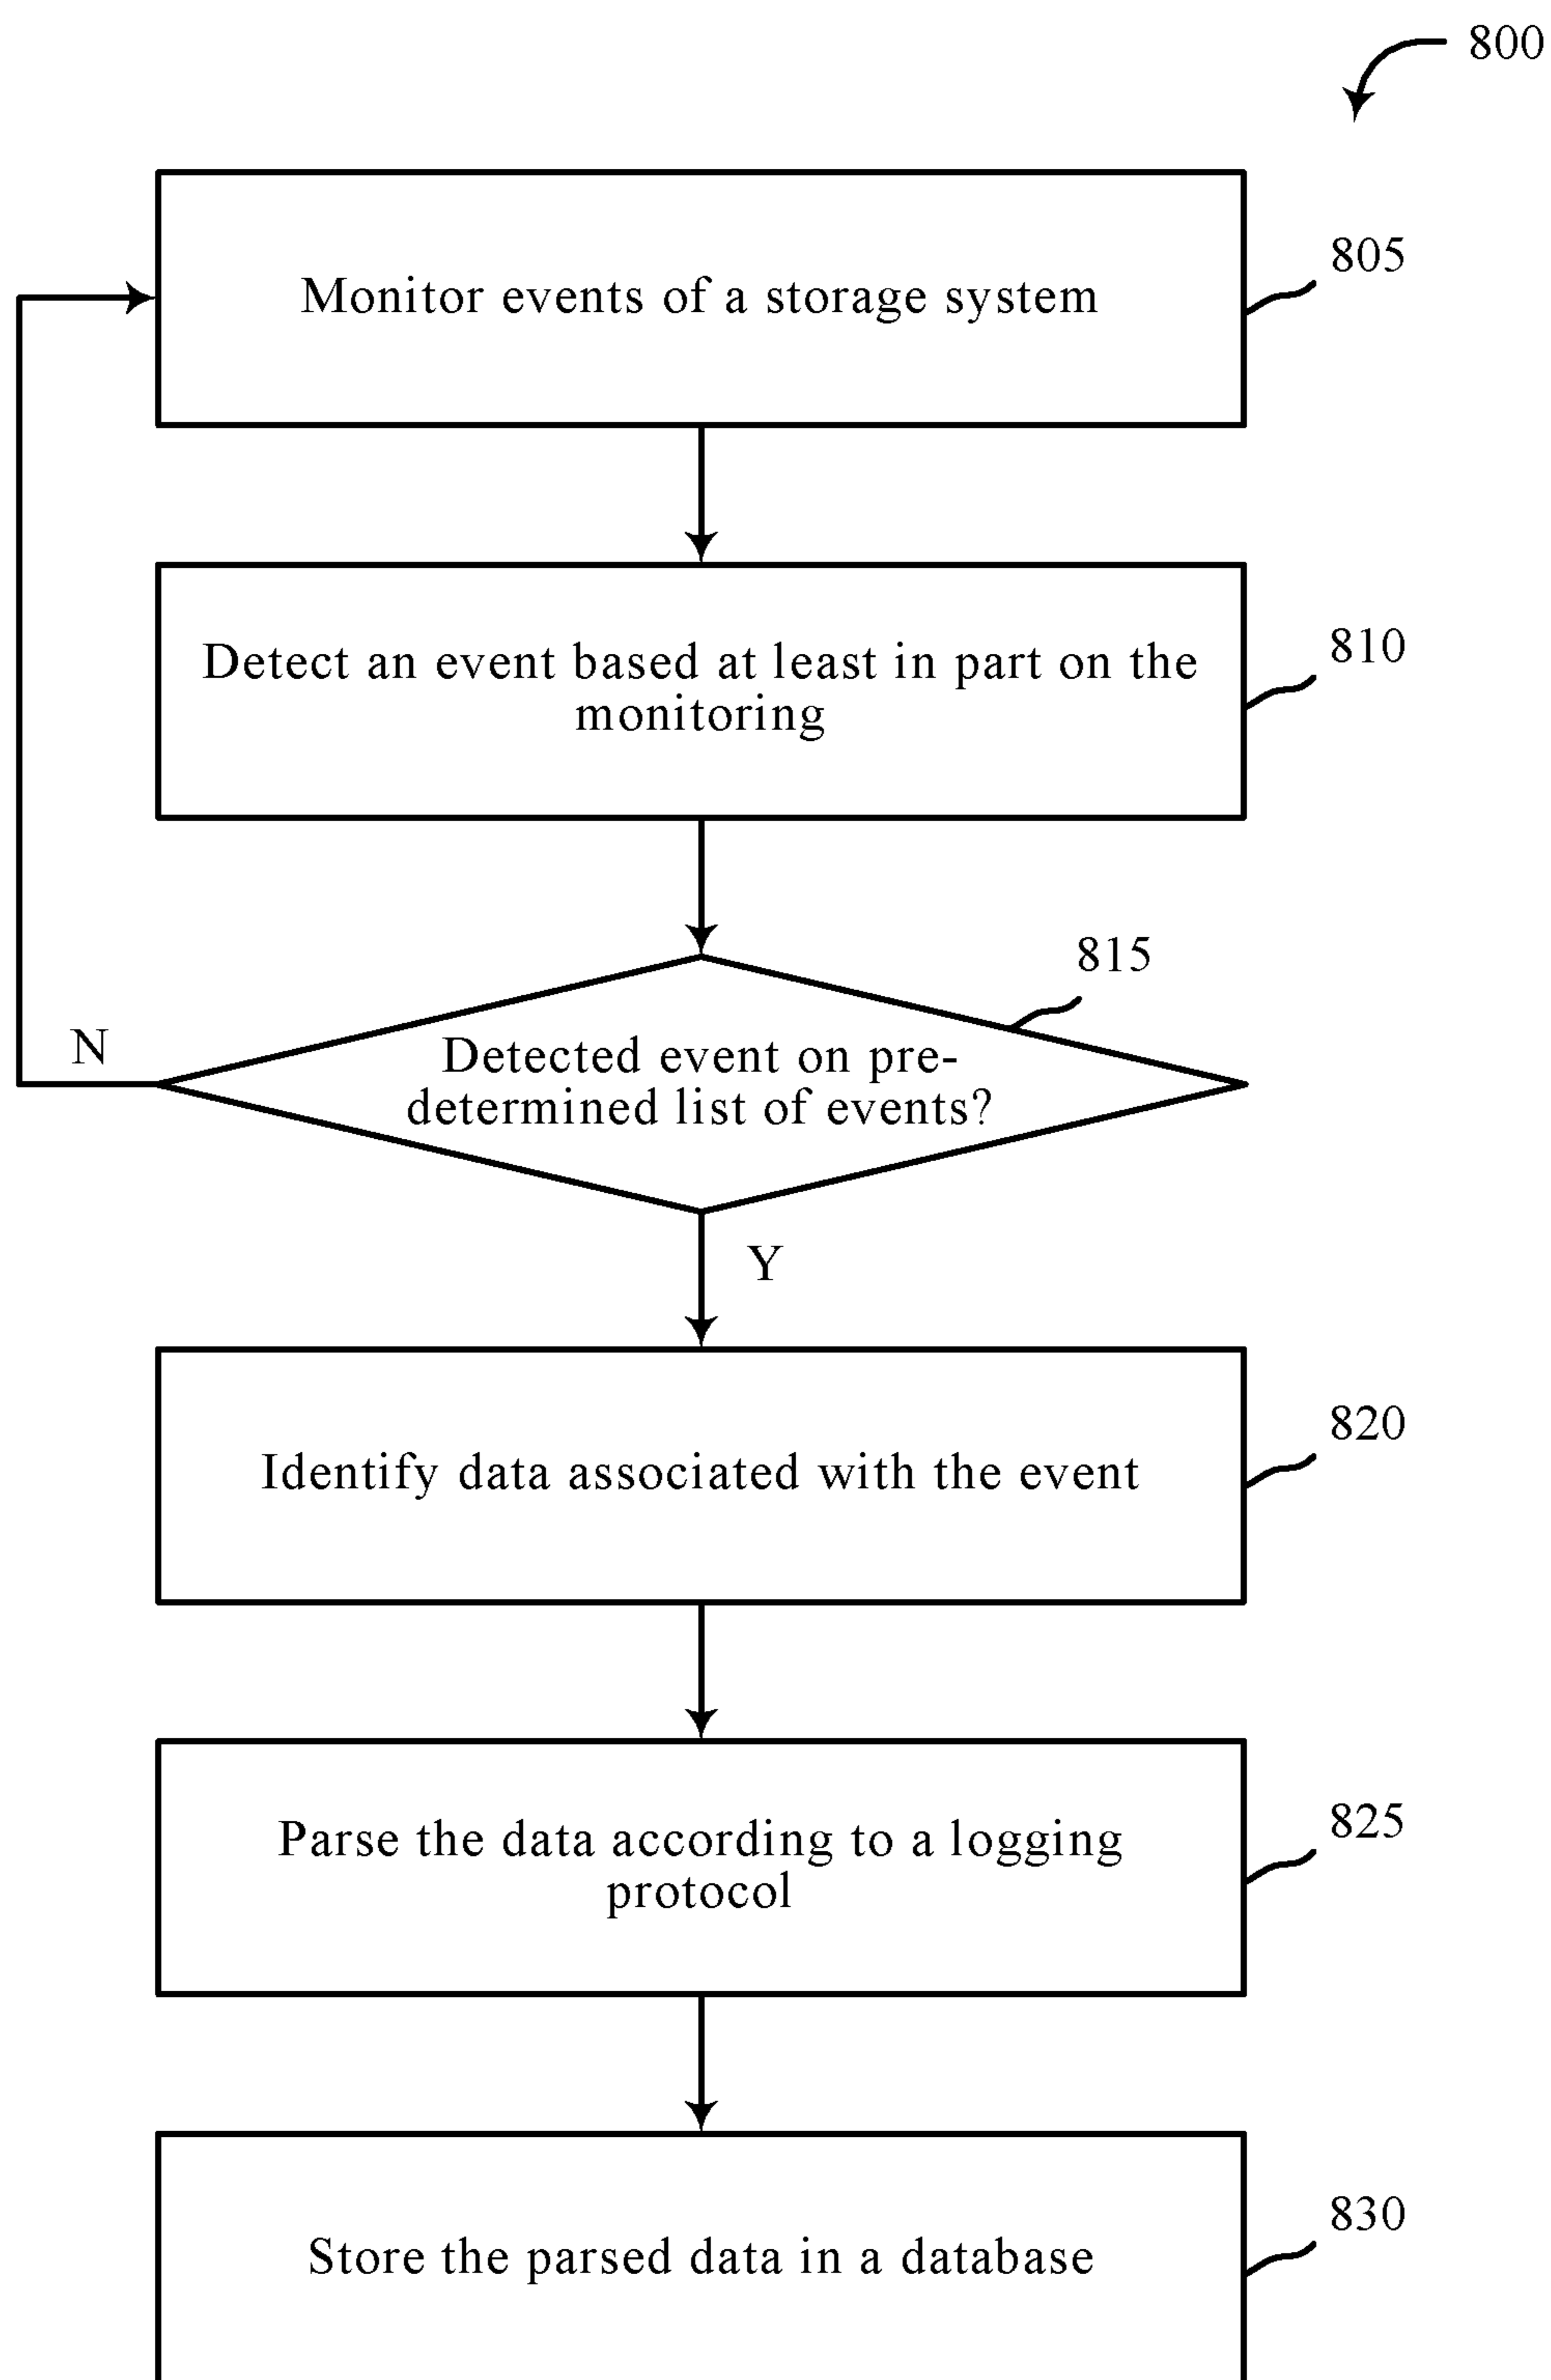 800
Monitor events of a storage system
805
Detect an event based at least in part on the
monitoring
810
815
Detected event on pre-
determined list of events?
N
Y
Identify data associated with the event
820
Parse the data according to a logging
protocol
825
Store the parsed data in a database
830